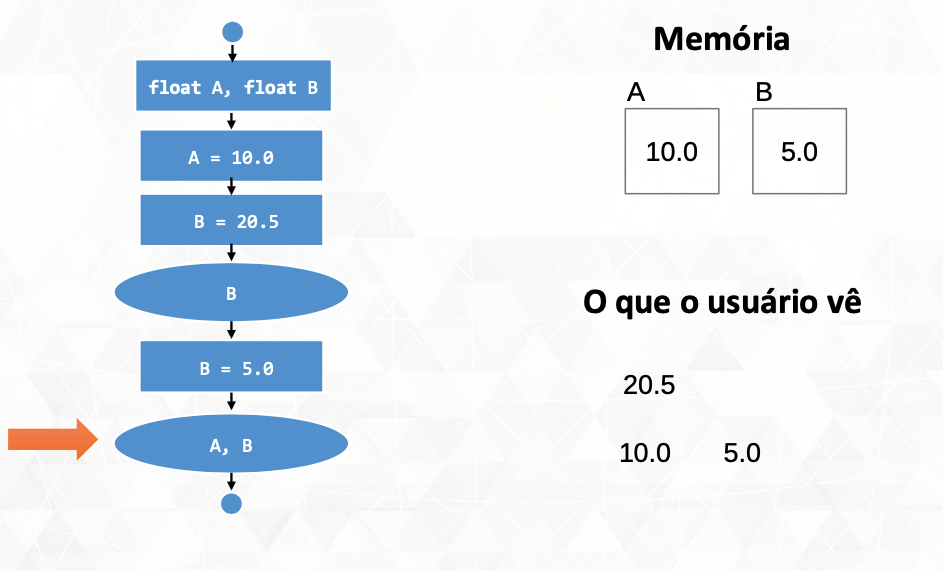 float A, float B
A = 10.0
B = 20.5
B
B = 5.0
A, B
Memória
A B
10.0 5.0
O que o usuário vê
20.5
10.0 5.0